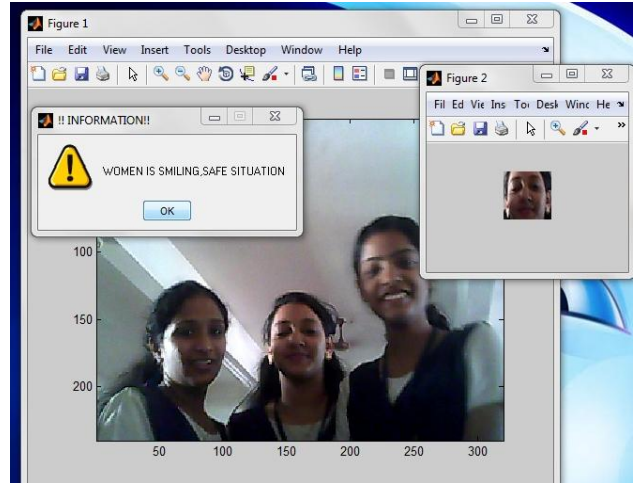 Figure 1
File Edit View Insert Tools Desktop Window Help
!! INFORMATION!!
WOMEN IS SMILING,SAFE SITUATION
OK
Figure 2
Fil Ed Vie Ins Too Desk Winc He
100
150
200
50 100 150 200 250 300